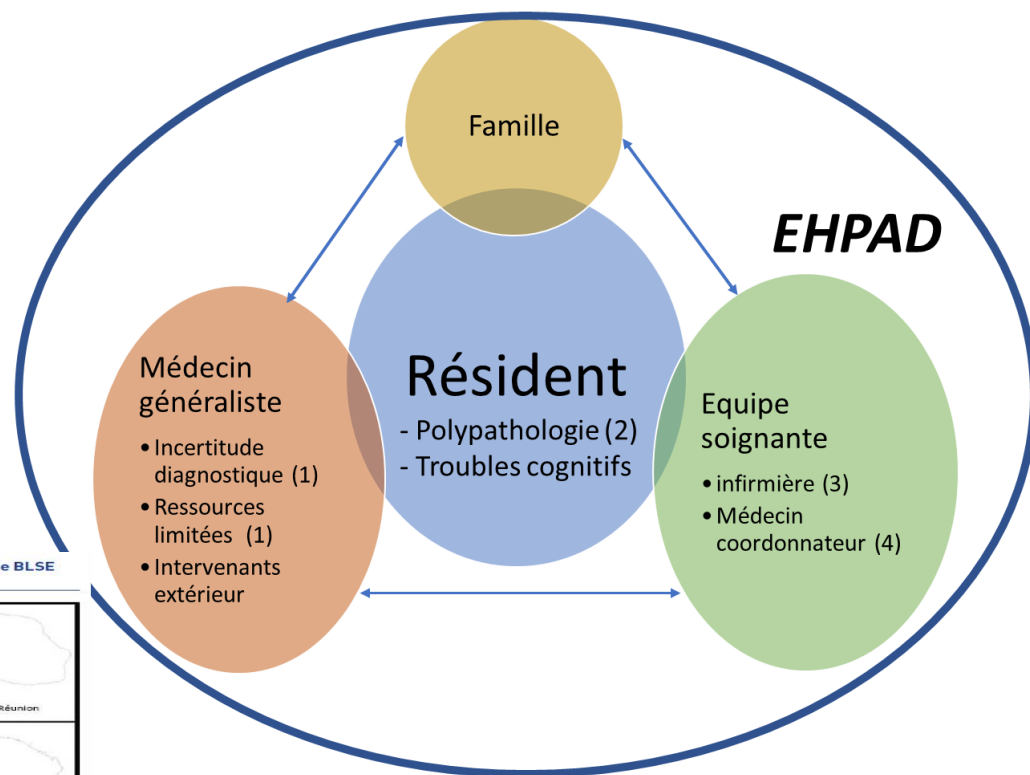 Famille
EHPAD
Résident
- Polypathologie (2)
- Troubles cognitifs
Médecin
généraliste
• Incertitude
diagnostique (1)
• Ressources
limitées (1)
• Intervenants
extérieur
Equipe
soignante
• infirmière (3)
• Médecin
coordonnateur (4)
e BLSE
Réunion